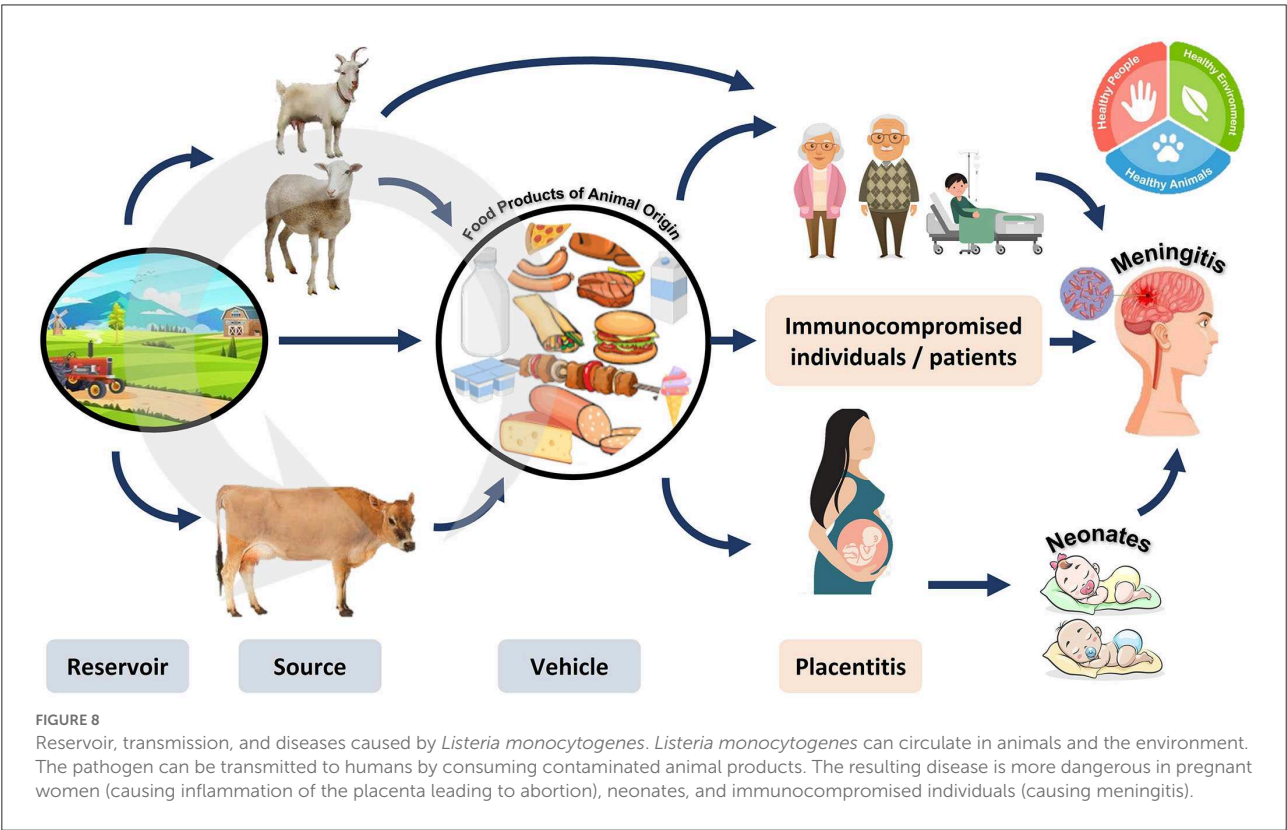 Healthy People
Healthy Environment
Healthy Animals
Food Products of Animal Origin
Meningitis
Immunocompromised
individuals / patients
Neonates
Reservoir
Source
Vehicle
Placentitis
FIGURE 8
Reservoir, transmission, and diseases caused by Listeria monocytogenes. Listeria monocytogenes can circulate in animals and the environment.
The pathogen can be transmitted to humans by consuming contaminated animal products. The resulting disease is more dangerous in pregnant
women (causing inflammation of the placenta leading to abortion), neonates, and immunocompromised individuals (causing meningitis).